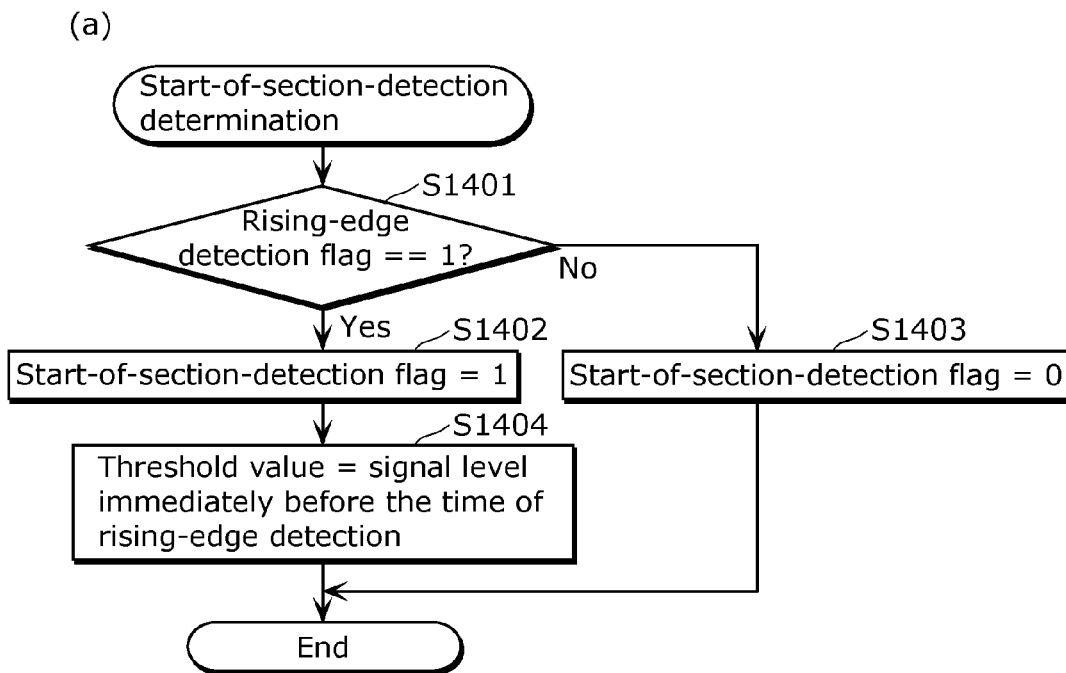 (a)
Start-of-section-detection
determination
S1401
Rising-edge
detection flag == 1?
No
Yes
S1402
Start-of-section-detection flag = 1
S1403
Start-of-section-detection flag = 0
S1404
Threshold value = signal level
immediately before the time of
rising-edge detection
End